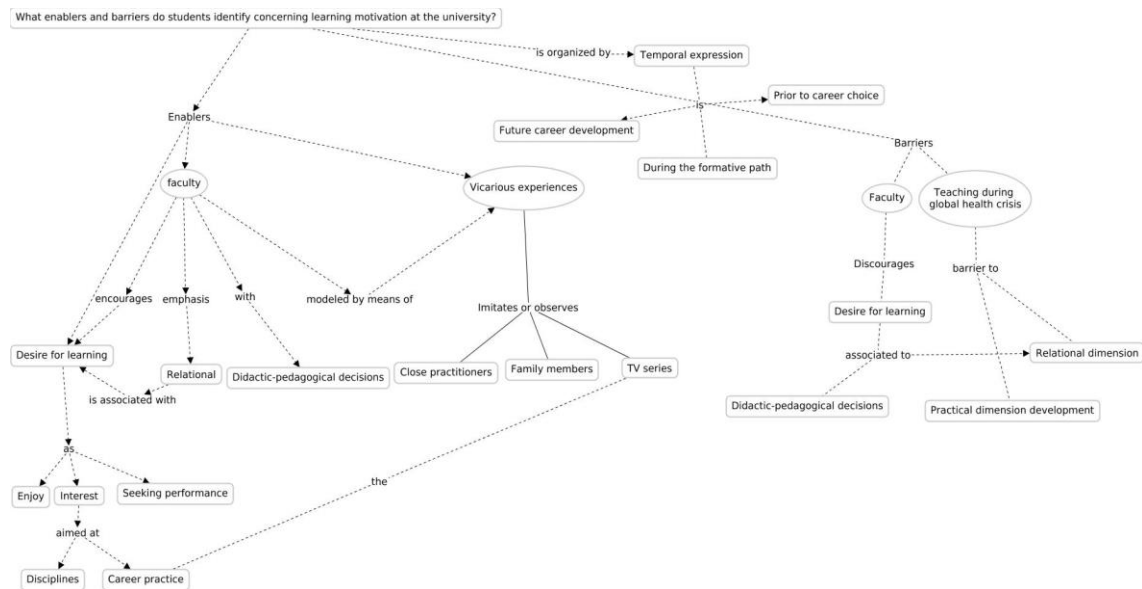 What enablers and barriers do students identify concerning learning motivation at the university?
is organized by
Temporal expression
Prior to career choice
is
Future career development
During the formative path
Enablers
Barriers
faculty
Vicarious experiences
Faculty
Teaching during
global health crisis
Discourages
barrier to
encourages
emphasis
with
modeled by means of
Imitates or observes
Desire for learning
Desire for learning
associated to
Relational dimension
Relational
Didactic-pedagogical decisions
Close practitioners
Family members
TV series
is associated with
Didactic-pedagogical decisions
Practical dimension development
as
Enjoy
Interest
Seeking performance
the
aimed at
Disciplines
Career practice